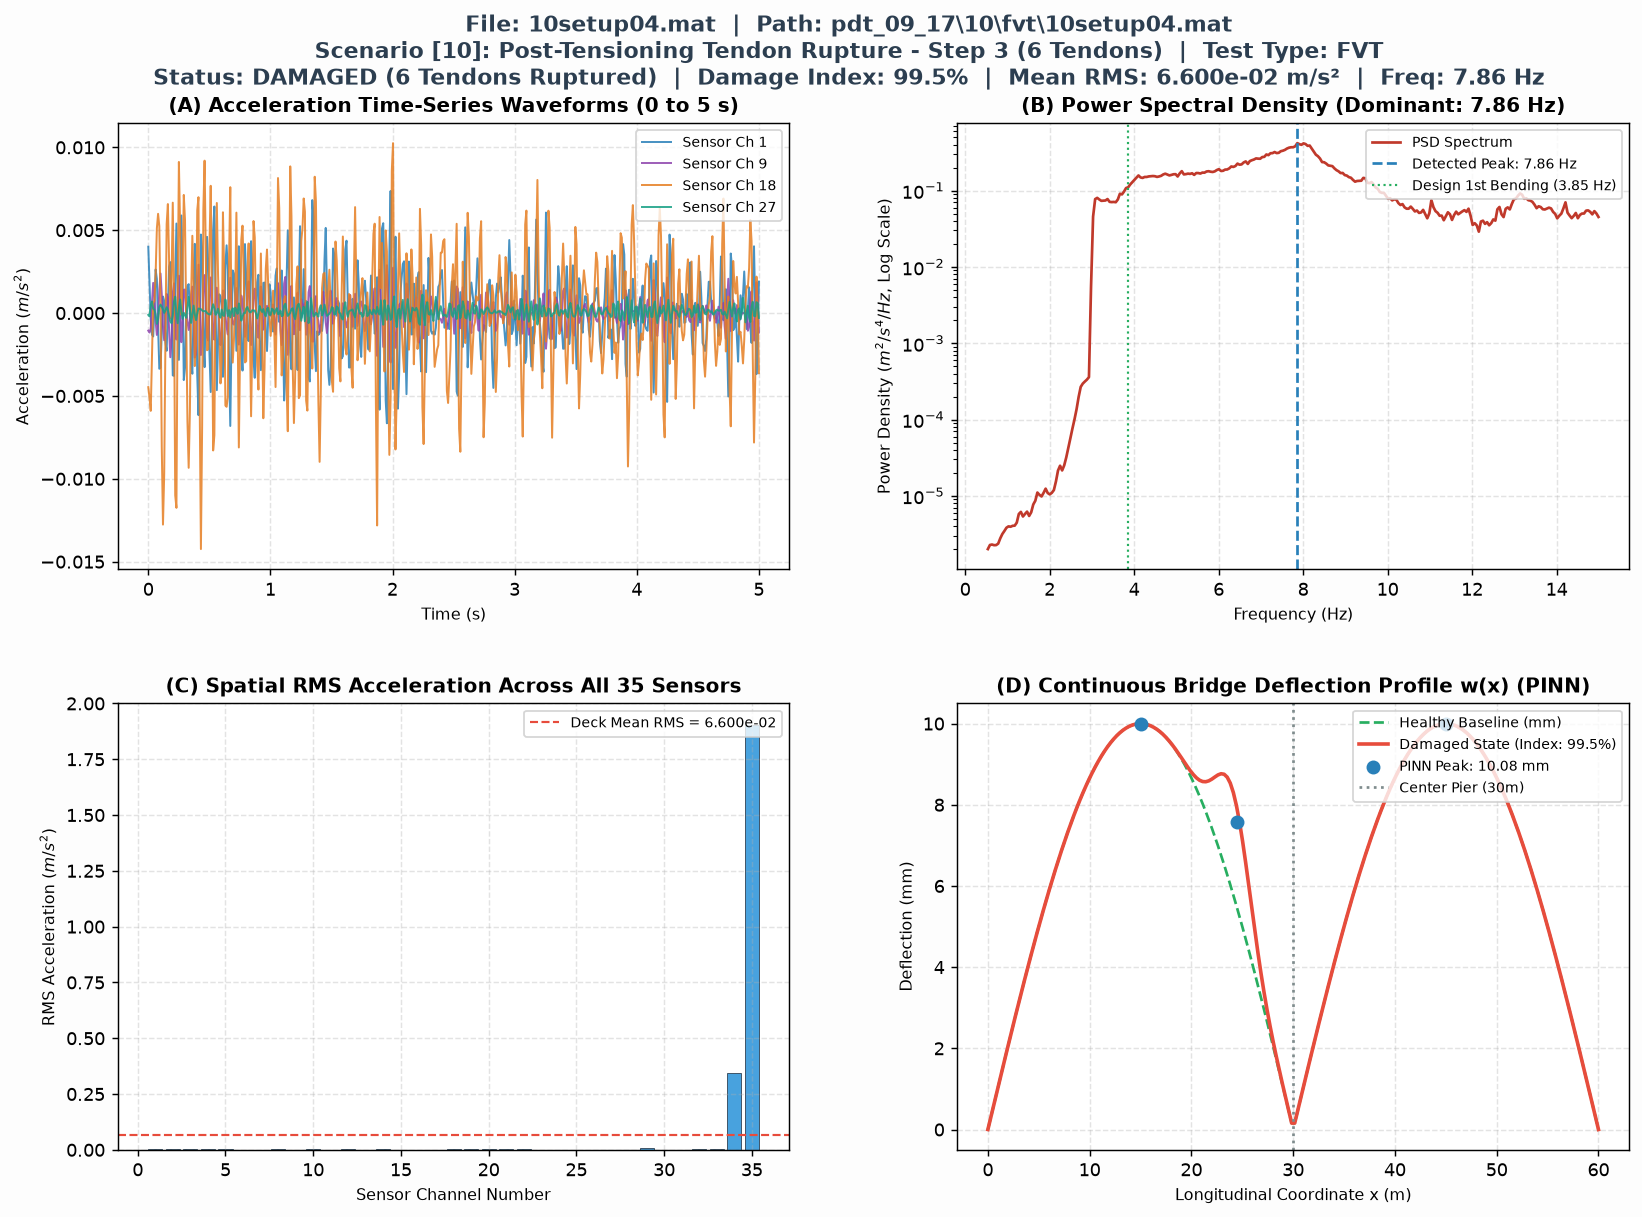 File: 10setup04.mat | Path: pdt_09_17\10\fvt\10setup04.mat
Scenario [10]: Post-Tensioning Tendon Rupture - Step 3 (6 Tendons) | Test Type: FVT
Status: DAMAGED (6 Tendons Ruptured) | Damage Index: 99.5% | Mean RMS: 6.600e-02 m/s² | Freq: 7.86 Hz
(A) Acceleration Time-Series Waveforms (0 to 5 s)
Sensor Ch 1
Sensor Ch 9
Sensor Ch 18
Sensor Ch 27
0.010
0.005
0.000
−0.005
−0.010
−0.015
Acceleration (m/s²)
0 1 2 3 4 5
Time (s)
(B) Power Spectral Density (Dominant: 7.86 Hz)
PSD Spectrum
Detected Peak: 7.86 Hz
Design 1st Bending (3.85 Hz)
10⁻¹
10⁻²
10⁻³
10⁻⁴
10⁻⁵
Power Density (m²/s⁴/Hz, Log Scale)
0 2 4 6 8 10 12 14
Frequency (Hz)
(C) Spatial RMS Acceleration Across All 35 Sensors
Deck Mean RMS = 6.600e-02
2.00
1.75
1.50
1.25
1.00
0.75
0.50
0.25
0.00
RMS Acceleration (m/s²)
0 5 10 15 20 25 30 35
Sensor Channel Number
(D) Continuous Bridge Deflection Profile w(x) (PINN)
Healthy Baseline (mm)
Damaged State (Index: 99.5%)
PINN Peak: 10.08 mm
Center Pier (30m)
10
8
6
4
2
0
Deflection (mm)
0 10 20 30 40 50 60
Longitudinal Coordinate x (m)